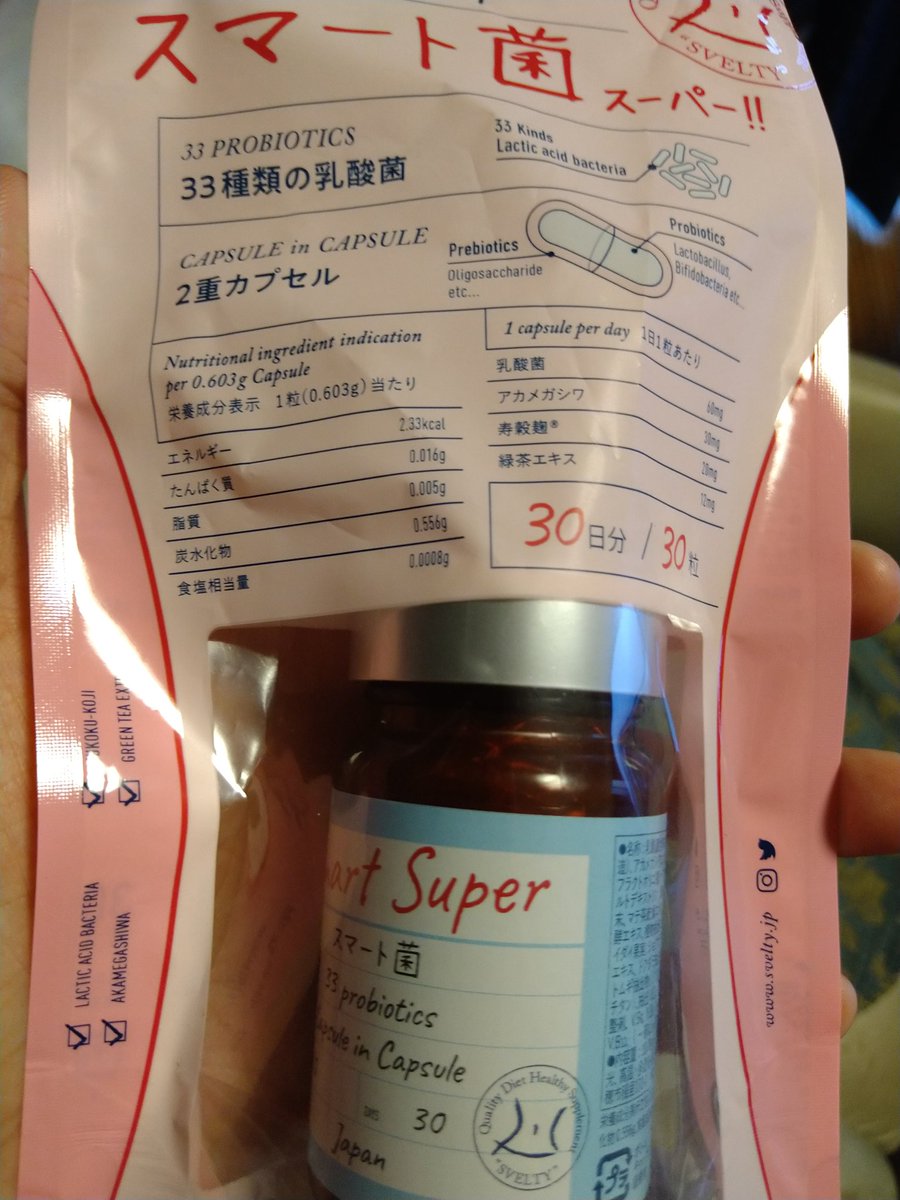 スマート菌
スーパー!!
"SVELTY"
33 PROBIOTICS
33種類の乳酸菌
33 Kinds
Lactic acid bacteria
CAPSULE in CAPSULE
2重カプセル
Prebiotics
Oligosaccharide
etc...
Probiotics
Lactobacillus,
Bifidobacteria etc...
Nutritional ingredient indication
per 0.603g Capsule
栄養成分表示 1粒(0.603g)当たり
エネルギー 2.33kcal
たんぱく質 0.016g
脂質 0.005g
炭水化物 0.556g
食塩相当量 0.0008g
1 capsule per day 1日1粒あたり
乳酸菌 60mg
アカメガシワ 30mg
寿穀麹® 20mg
緑茶エキス 12mg
30日分 / 30粒
GREEN TEA
LACTIC ACID BACTERIA
AKAMEGASHIWA
www.svelty.jp
Super
スマート菌
33 probiotics
in Capsule
DAYS 30
Japan
Quality Diet Healthy Supplement
"SVELTY"
プラ